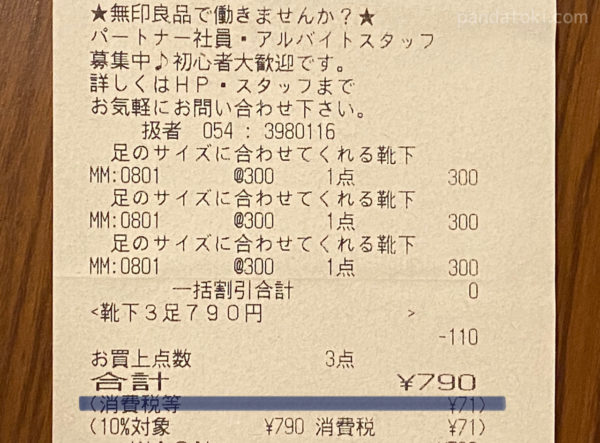 pandatoki.com
★無印良品で働きませんか？★
パートナー社員・アルバイトスタッフ
募集中♪初心者大歓迎です。
詳しくはＨＰ・スタッフまで
お気軽にお問い合わせ下さい。
扱者 054 : 3980116
足のサイズに合わせてくれる靴下
MM:0801 @300 1点 300
足のサイズに合わせてくれる靴下
MM:0801 @300 1点 300
足のサイズに合わせてくれる靴下
MM:0801 @300 1点 300
一括割引合計 0
<靴下３足７９０円 >
-110
お買上点数 3点
合計 ¥790
(消費税等 ¥71)
(10%対象 ¥790 消費税 ¥71)